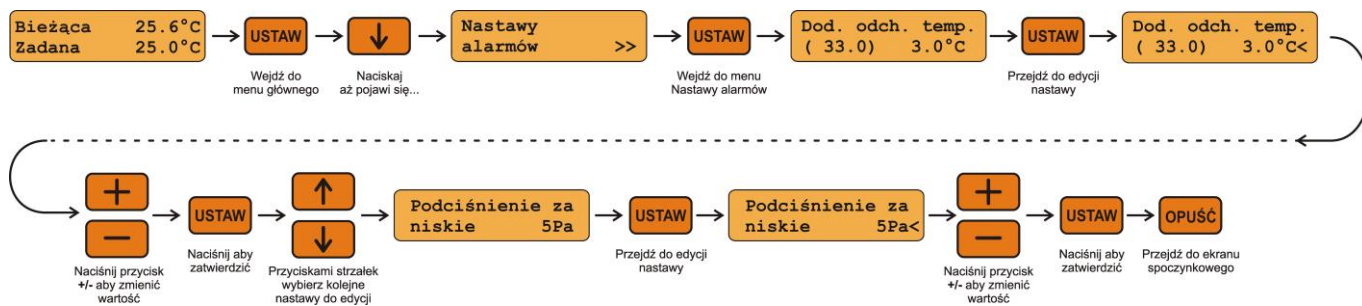 Bieżąca 25.6°C
Zadana 25.0°C
USTAW
Wejdź do
menu głównego
Naciskaj
aż pojawi się...
Nastawy
alarmów >>
USTAW
Wejdź do menu
Nastawy alarmów
Dod. odch. temp.
( 33.0) 3.0°C
USTAW
Przejdź do edycji
nastawy
Dod. odch. temp.
( 33.0) 3.0°C<
+
−
Naciśnij przycisk
+/- aby zmienić
wartość
USTAW
Naciśnij aby
zatwierdzić
Przyciskami strzałek
wybierz kolejne
nastawy do edycji
Podciśnienie za
niskie 5Pa
USTAW
Przejdź do edycji
nastawy
Podciśnienie za
niskie 5Pa<
+
−
Naciśnij przycisk
+/- aby zmienić
wartość
USTAW
Naciśnij aby
zatwierdzić
OPUŚĆ
Przejdź do ekranu
spoczynkowego